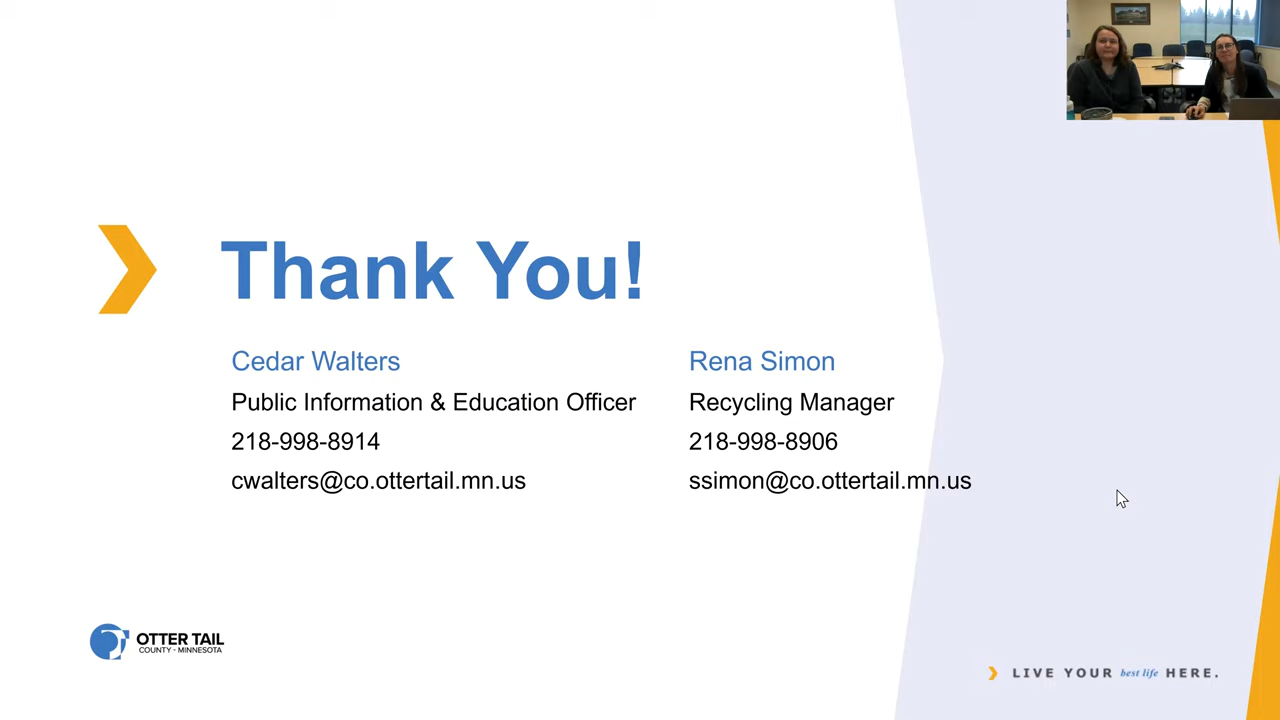 Thank You!
Cedar Walters
Public Information & Education Officer
218-998-8914
cwalters@co.ottertail.mn.us
Rena Simon
Recycling Manager
218-998-8906
ssimon@co.ottertail.mn.us
OTTER TAIL
COUNTY - MINNESOTA
LIVE YOUR best life HERE.